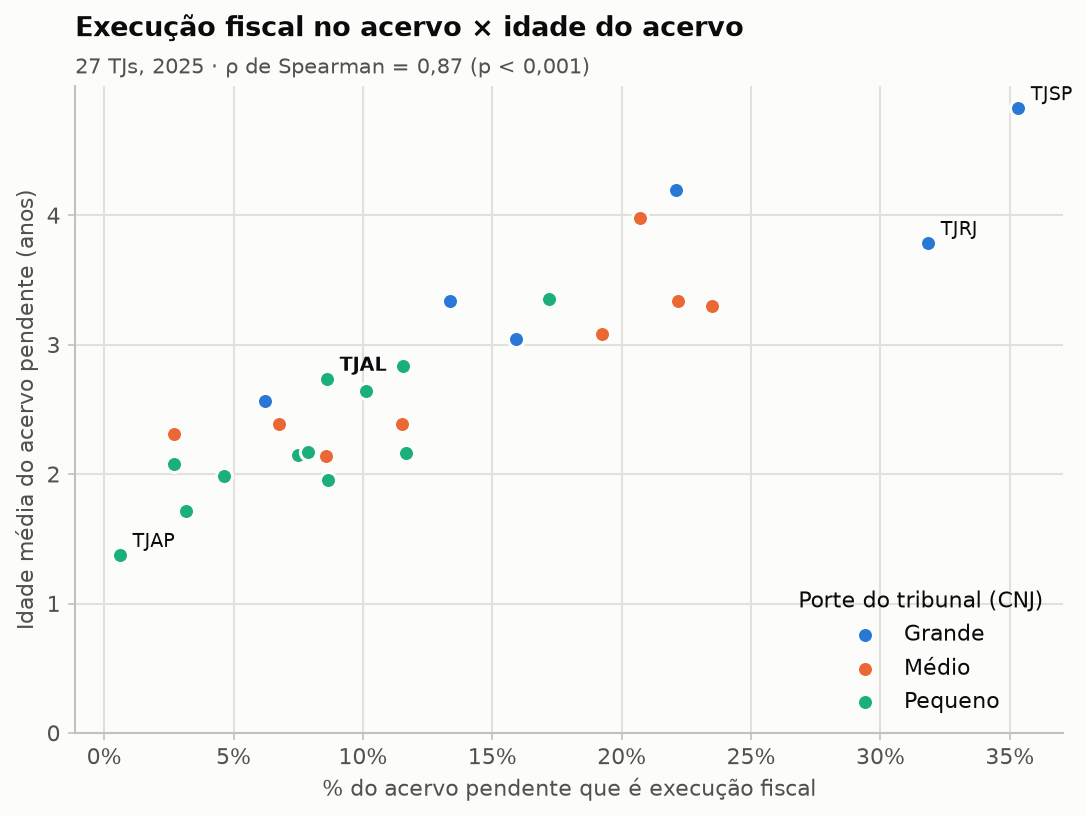 Execução fiscal no acervo × idade do acervo
27 TJs, 2025 · ρ de Spearman = 0,87 (p < 0,001)
TJSP
TJRJ
TJAL
TJAP
Idade média do acervo pendente (anos)
4
3
2
1
0
Porte do tribunal (CNJ)
Grande
Médio
Pequeno
0% 5% 10% 15% 20% 25% 30% 35%
% do acervo pendente que é execução fiscal